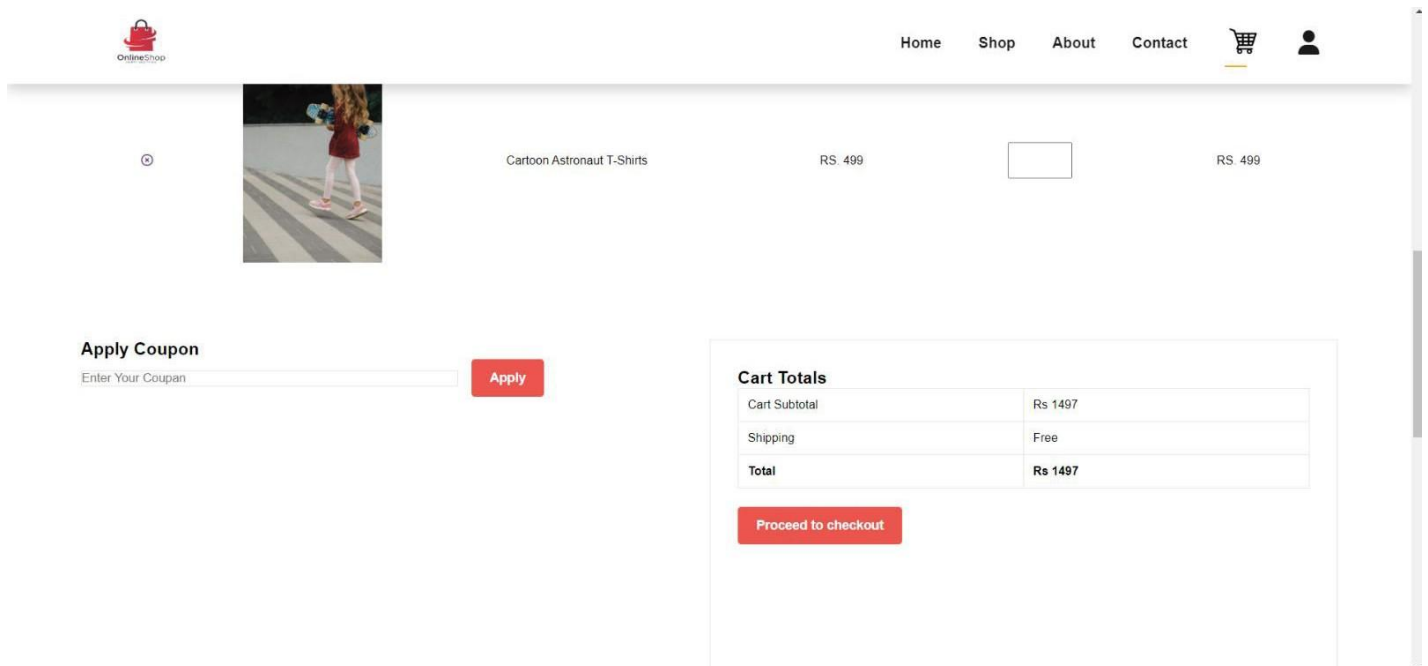 OnlineShop
Home Shop About Contact
Cartoon Astronaut T-Shirts RS. 499 RS. 499
Apply Coupon
Enter Your Coupan Apply
Cart Totals
Cart Subtotal Rs 1497
Shipping Free
Total Rs 1497
Proceed to checkout